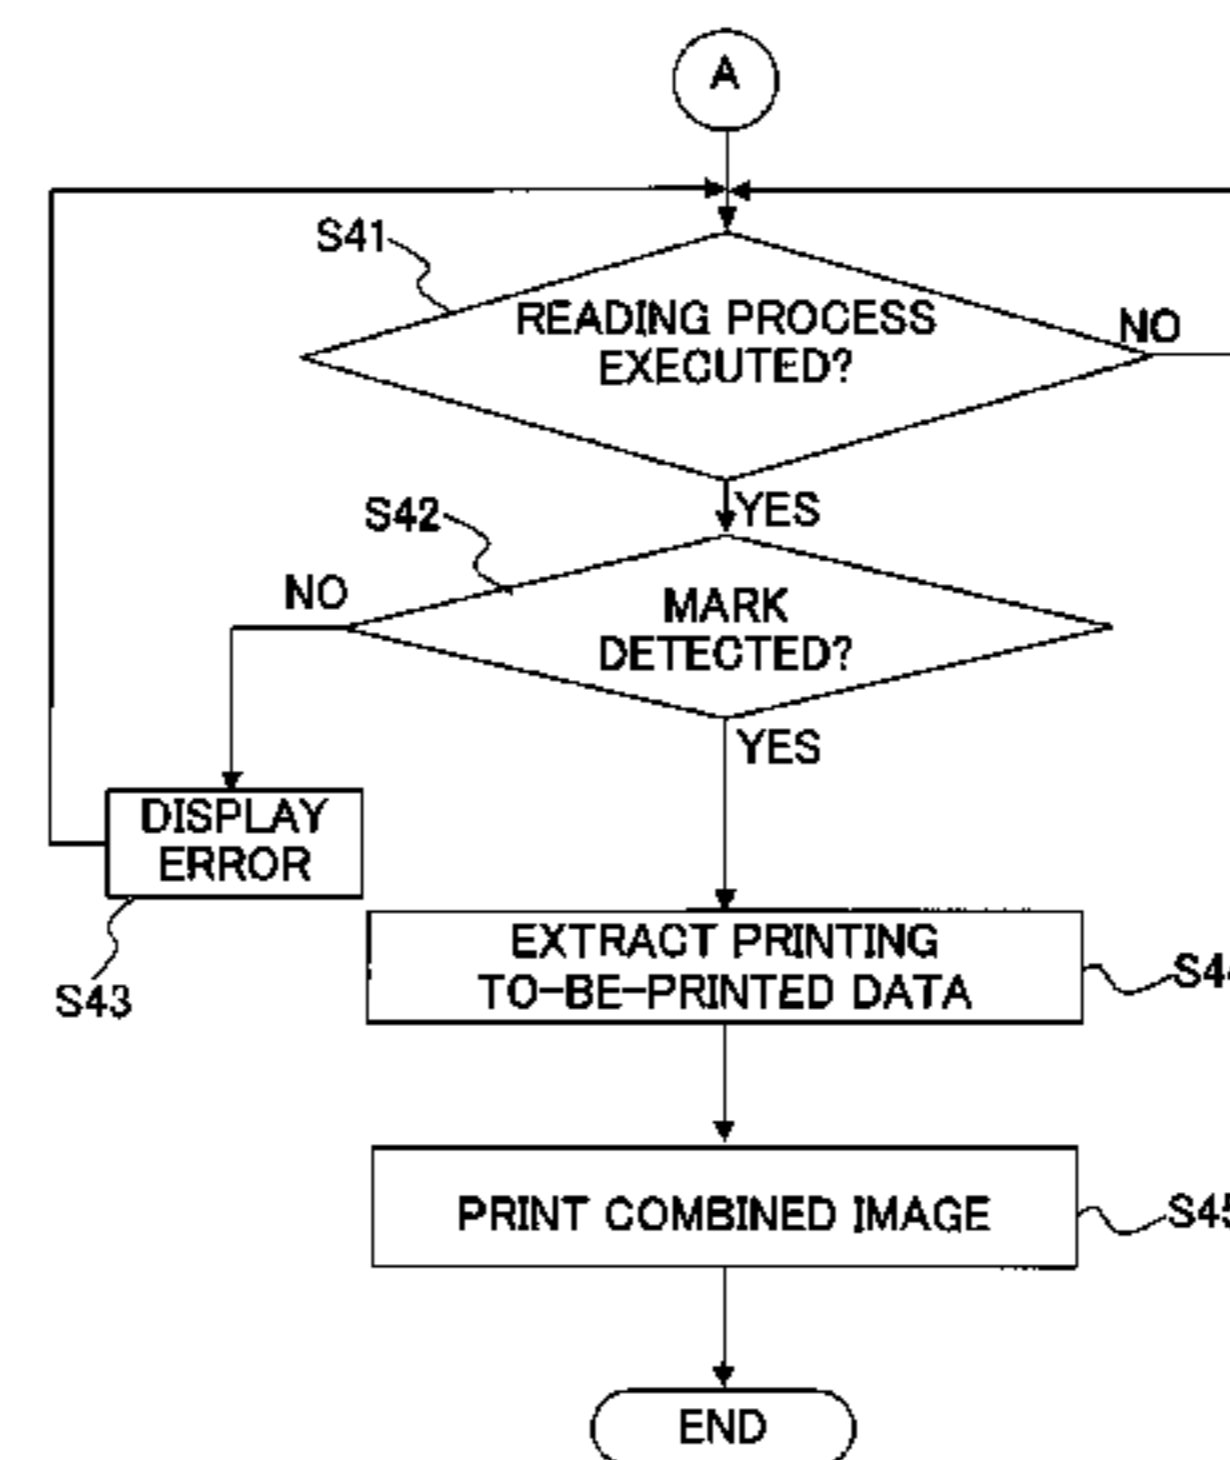 A
S41
READING PROCESS
EXECUTED?
NO
YES
S42
NO
MARK
DETECTED?
YES
DISPLAY
ERROR
S43
EXTRACT PRINTING
TO-BE-PRINTED DATA
PRINT COMBINED IMAGE
S45
END